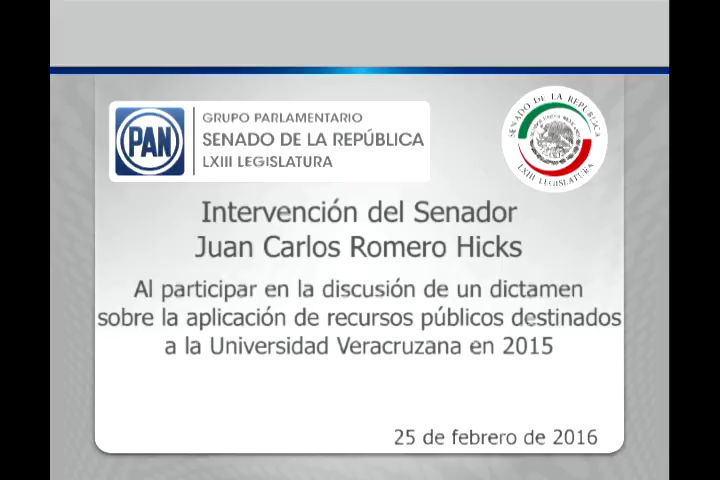 PAN
GRUPO PARLAMENTARIO
SENADO DE LA REPÚBLICA
LXIII LEGISLATURA
SENADO DE LA REPÚBLICA
LXIII LEGISLATURA
Intervención del Senador
Juan Carlos Romero Hicks
Al participar en la discusión de un dictamen
sobre la aplicación de recursos públicos destinados
a la Universidad Veracruzana en 2015
25 de febrero de 2016